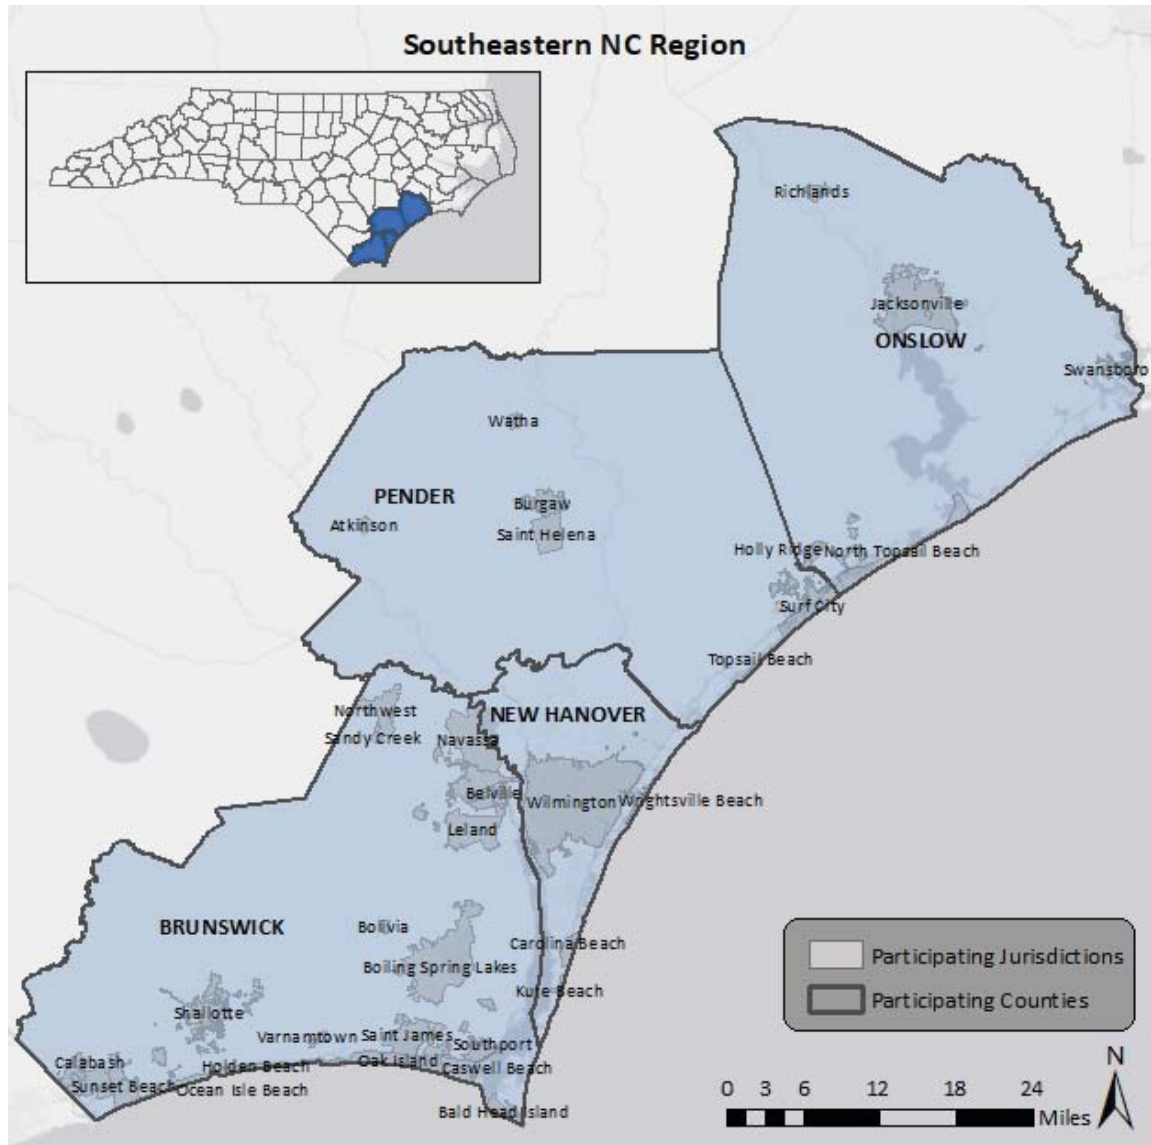 Southeastern NC Region
Richlands
Jacksonville
ONSLOW
Swansboro
Watha
PENDER
Burgaw
Atkinson
Saint Helena
Holly Ridge
North Topsail Beach
Surf City
Topsail Beach
Northwest
NEW HANOVER
Sandy Creek
Navassa
Belville
Wilmington
Wrightsville Beach
Leland
BRUNSWICK
Bolivia
Carolina Beach
Boiling Spring Lakes
Kure Beach
Shallotte
Varnamtown
Saint James
Southport
Calabash
Holden Beach
Oak Island
Caswell Beach
Sunset Beach
Ocean Isle Beach
Bald Head Island
Participating Jurisdictions
Participating Counties
N
0 3 6 12 18 24
Miles